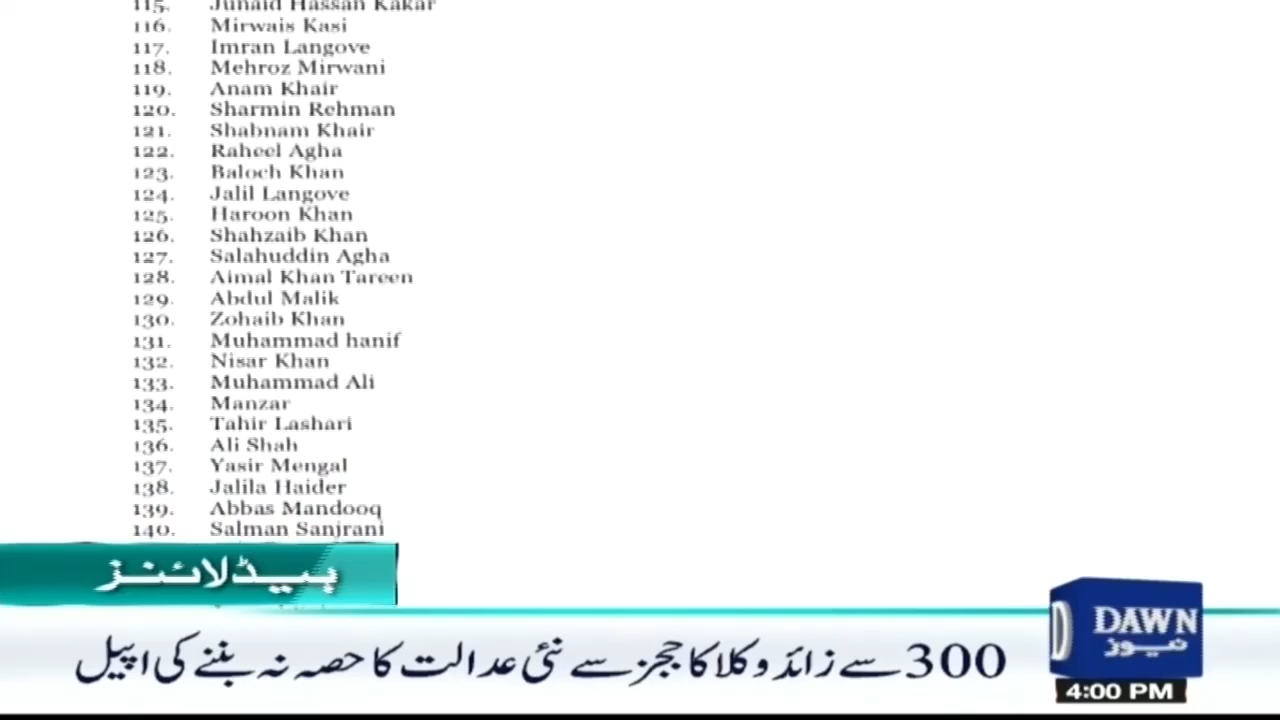 115. Junaid Hassan Kakar
116. Mirwais Kasi
117. Imran Langove
118. Mehroz Mirwani
119. Anam Khair
120. Sharmin Rehman
121. Shabnam Khair
122. Raheel Agha
123. Baloch Khan
124. Jalil Langove
125. Haroon Khan
126. Shahzaib Khan
127. Salahuddin Agha
128. Aimal Khan Tareen
129. Abdul Malik
130. Zohaib Khan
131. Muhammad hanif
132. Nisar Khan
133. Muhammad Ali
134. Manzar
135. Tahir Lashari
136. Ali Shah
137. Yasir Mengal
138. Jalila Haider
139. Abbas Mandooq
140. Salman Sanjrani
ہیڈلائنز
300 سے زائد وکلا کا ججز سے نئی عدالت کا حصہ نہ بننے کی اپیل
DAWN
نیوز
4:00 PM